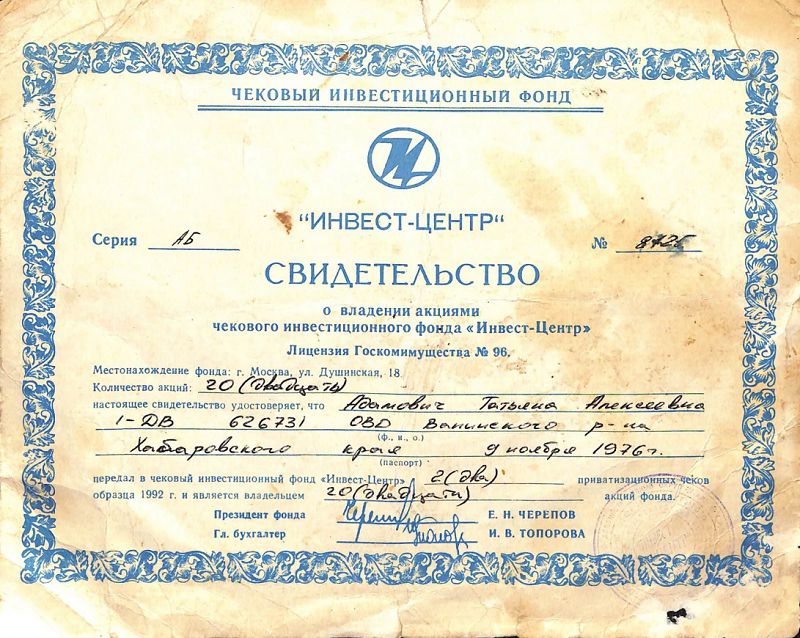 ЧЕКОВЫЙ ИНВЕСТИЦИОННЫЙ ФОНД
"ИНВЕСТ-ЦЕНТР"
Серия АБ №
СВИДЕТЕЛЬСТВО
о владении акциями
чекового инвестиционного фонда «Инвест-Центр»
Лицензия Госкомимущества № 96.
Местонахождение фонда: г. Москва, ул. Душинская, 18
Количество акций: 20 (двадцать)
настоящее свидетельство удостоверяет, что Адамович Татьяна Алексеевна
I-ДВ 626731 ОВД Ванинского р-на
(ф., и., о.)
Хабаровского края 9 ноября 1976 г.
(паспорт)
передал в чековый инвестиционный фонд «Инвест-Центр» 2 (два) приватизационных чеков
образца 1992 г. и является владельцем 20 (двадцати) акций фонда.
Президент фонда Е. Н. ЧЕРЕПОВ
Гл. бухгалтер И. В. ТОПОРОВА